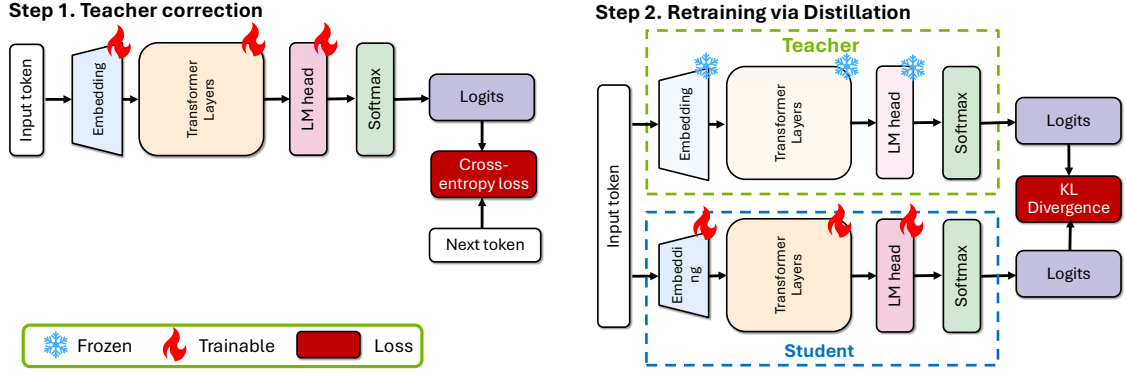 Step 1. Teacher correction
Input token
Embedding
Transformer
Layers
LM head
Softmax
Logits
Cross-
entropy loss
Next token
Frozen
Trainable
Loss
Step 2. Retraining via Distillation
Teacher
Input token
Embedding
Transformer
Layers
LM head
Softmax
Logits
KL
Divergence
Embeddi
ng
Transformer
Layers
LM head
Softmax
Logits
Student